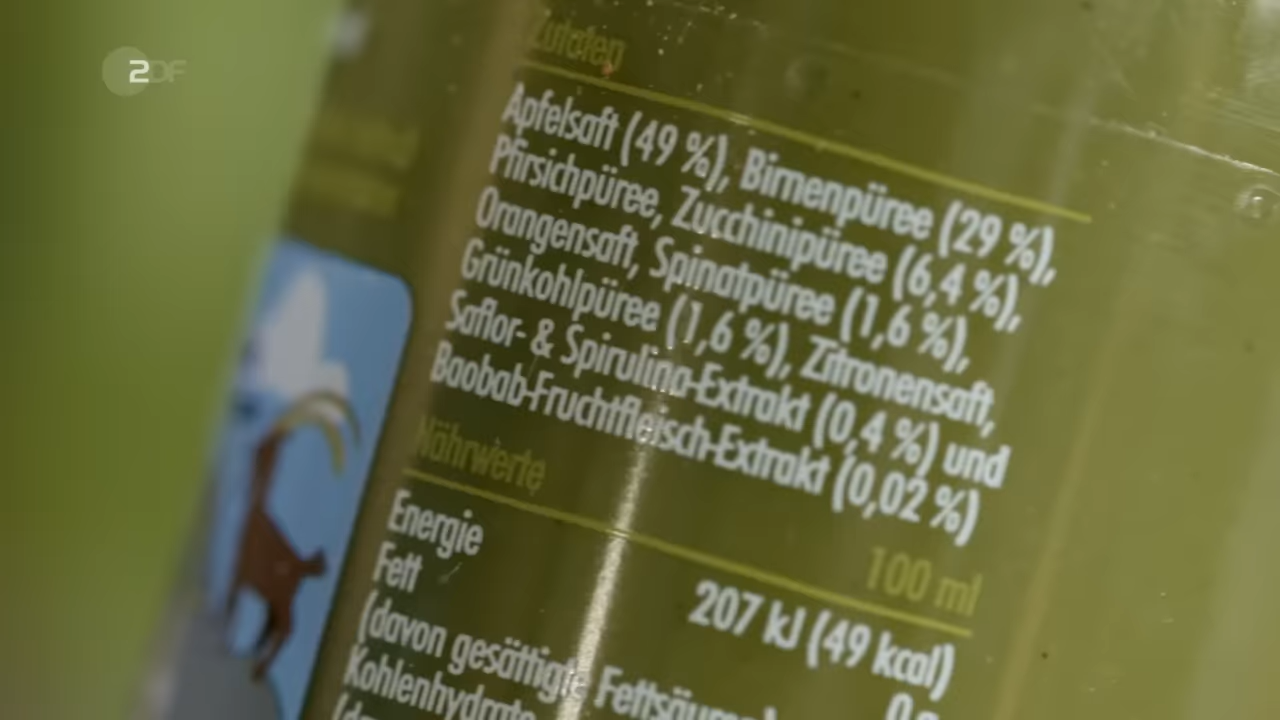 ZDF
Zutaten
Apfelsaft (49 %), Birnenpüree (29 %),
Pfirsichpüree, Zucchinipüree (6,4 %),
Orangensaft, Spinatpüree (1,6 %),
Grünkohlpüree (1,6 %), Zitronensaft,
Saflor- & Spirulina-Extrakt (0,4 %) und
Baobab-Fruchtfleisch-Extrakt (0,02 %)
Nährwerte 100 ml
Energie 207 kJ (49 kcal)
Fett
(davon gesättigte Fettsäuren)
Kohlenhydrate